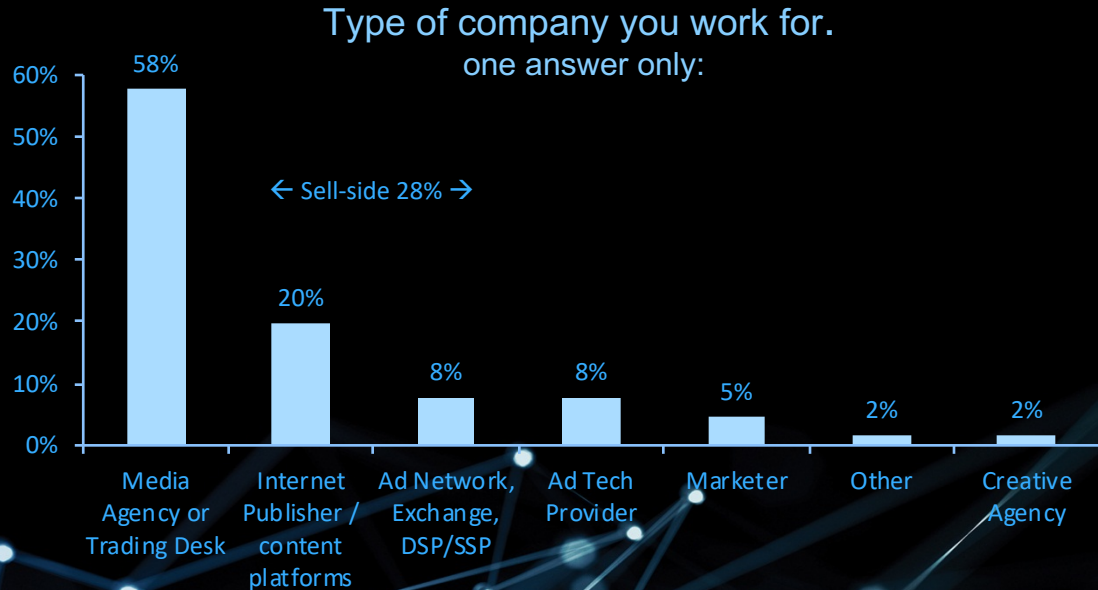 Type of company you work for.
one answer only:
60%
50%
40%
30%
20%
10%
0%
58%
← Sell-side 28% →
20%
8%
8%
5%
2%
2%
Media
Agency or
Trading Desk
Internet
Publisher /
content
platforms
Ad Network,
Exchange,
DSP/SSP
Ad Tech
Provider
Marketer
Other
Creative
Agency